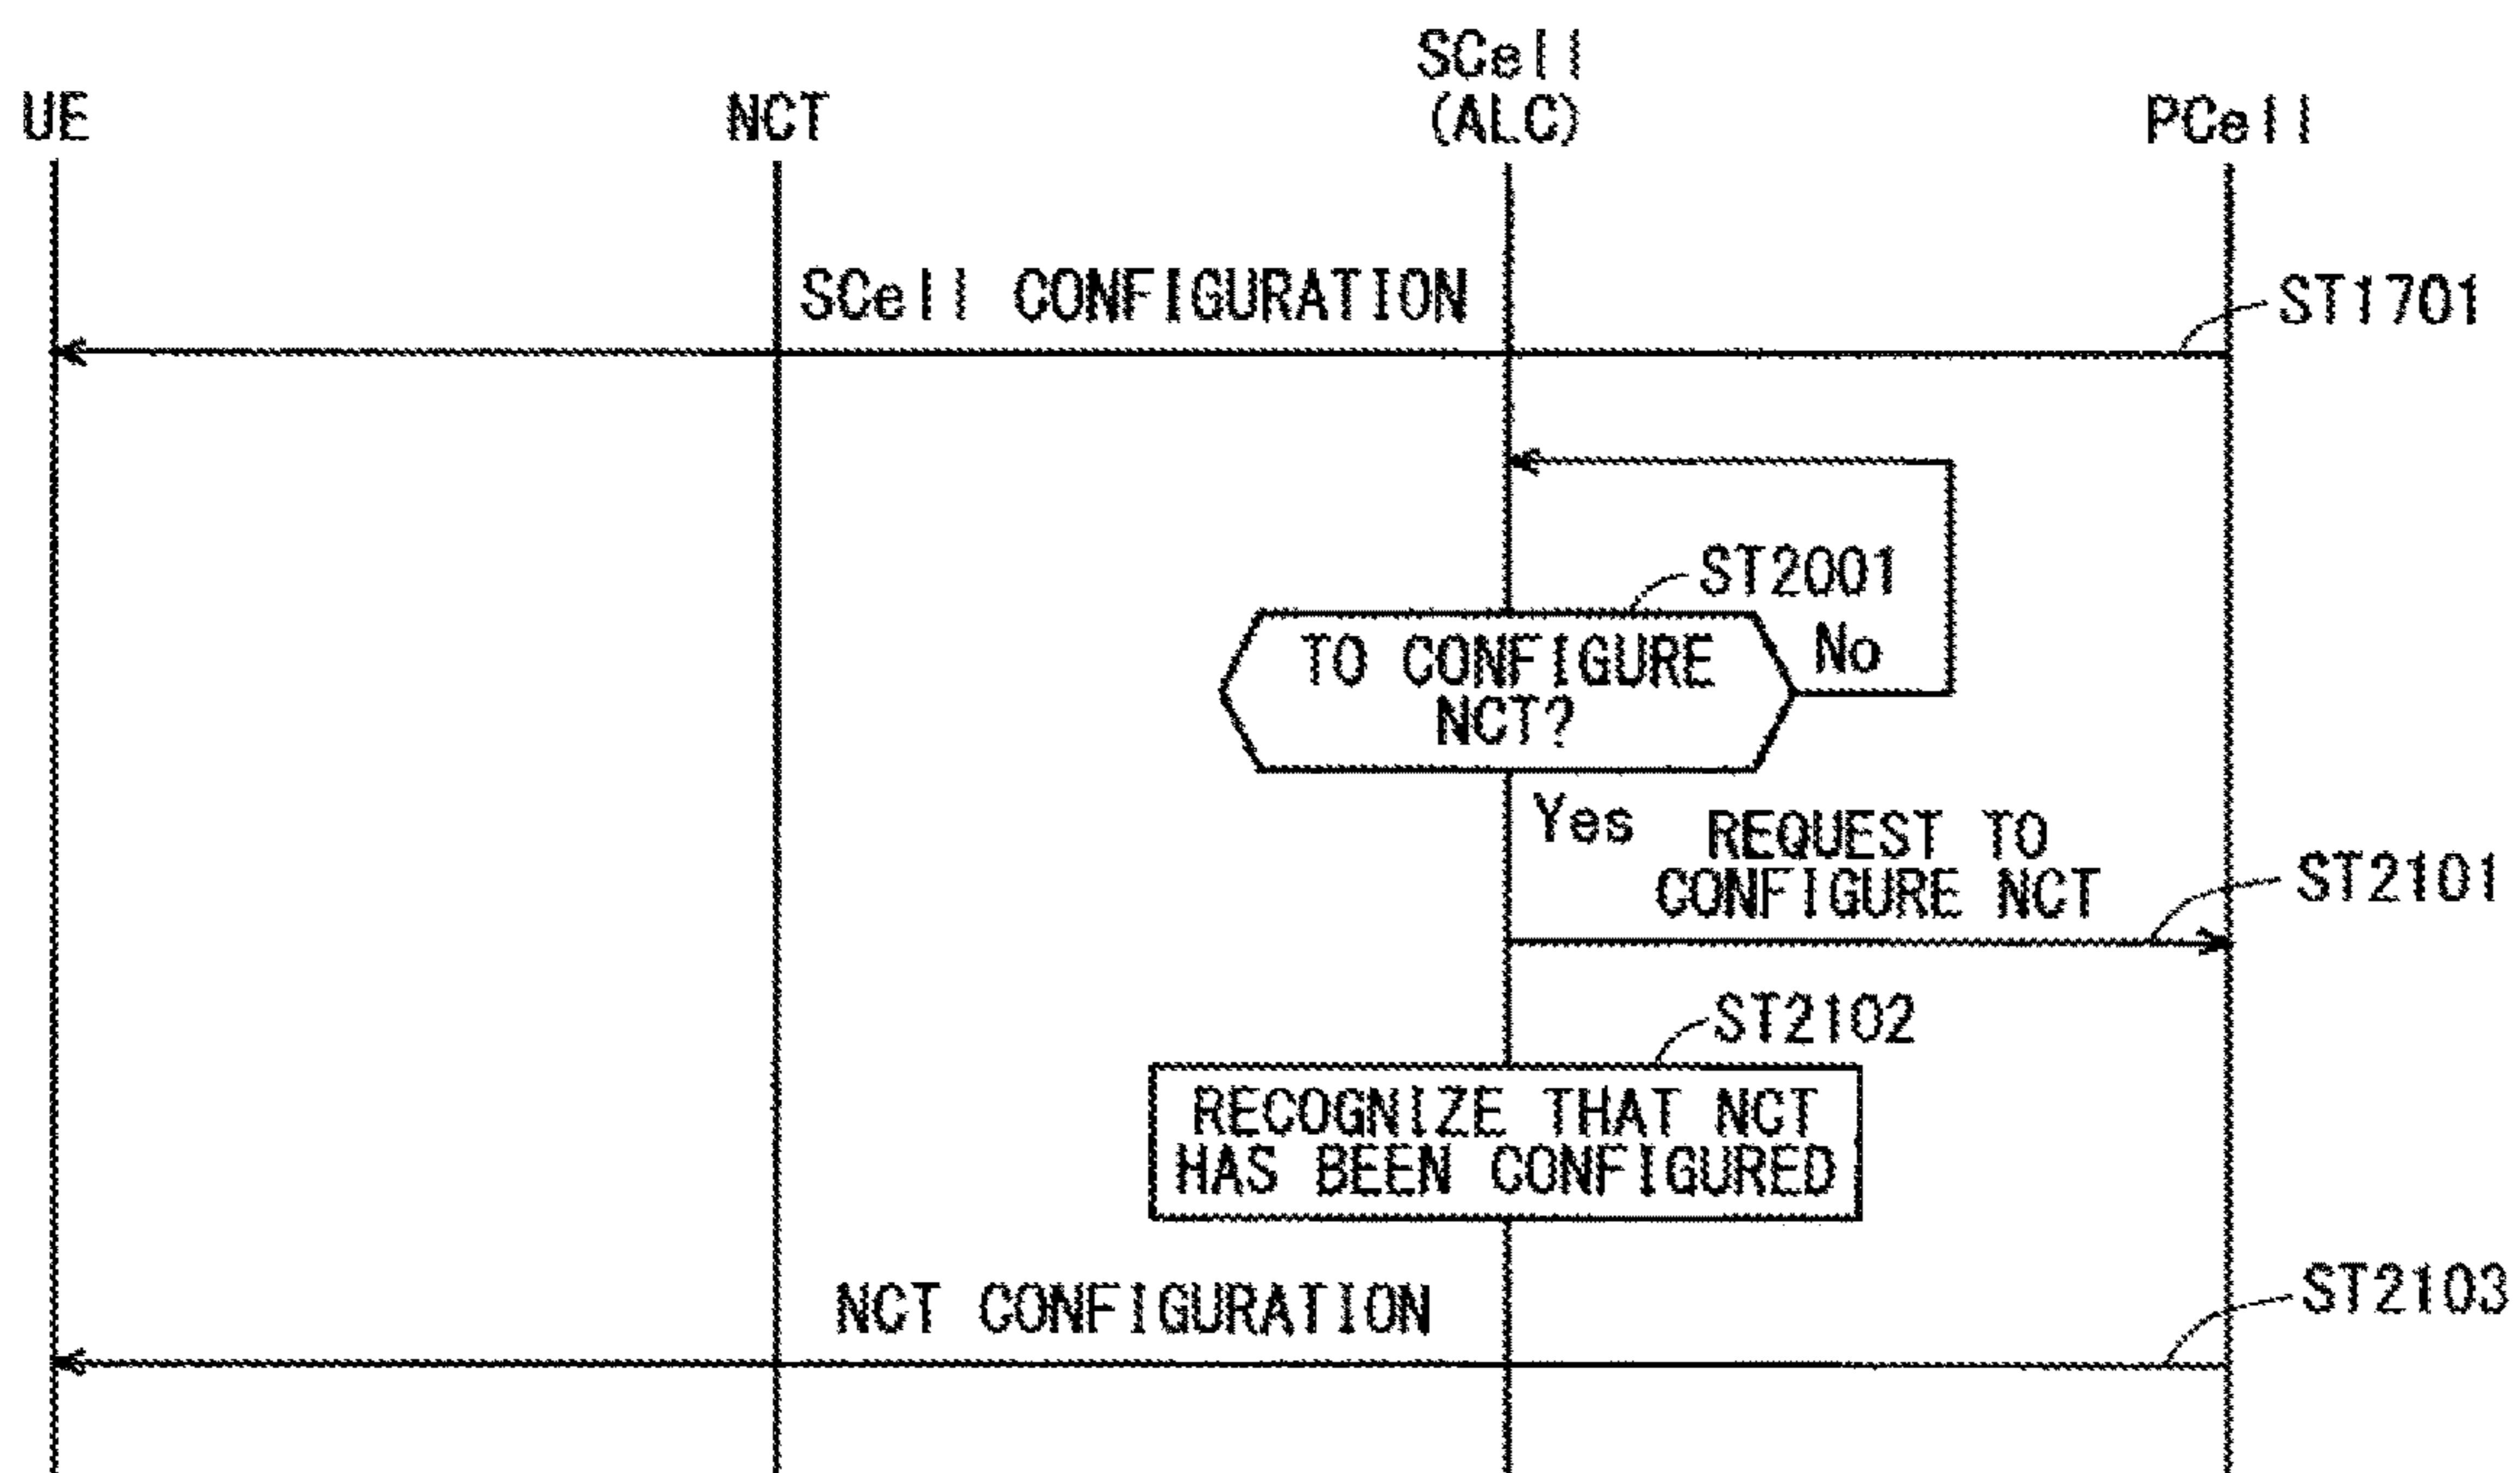 UE
NCT
SCell
(ALC)
PCell
SCell CONFIGURATION
ST1701
ST2001
TO CONFIGURE
NCT?
No
Yes
REQUEST TO
CONFIGURE NCT
ST2101
ST2102
RECOGNIZE THAT NCT
HAS BEEN CONFIGURED
NCT CONFIGURATION
ST2103